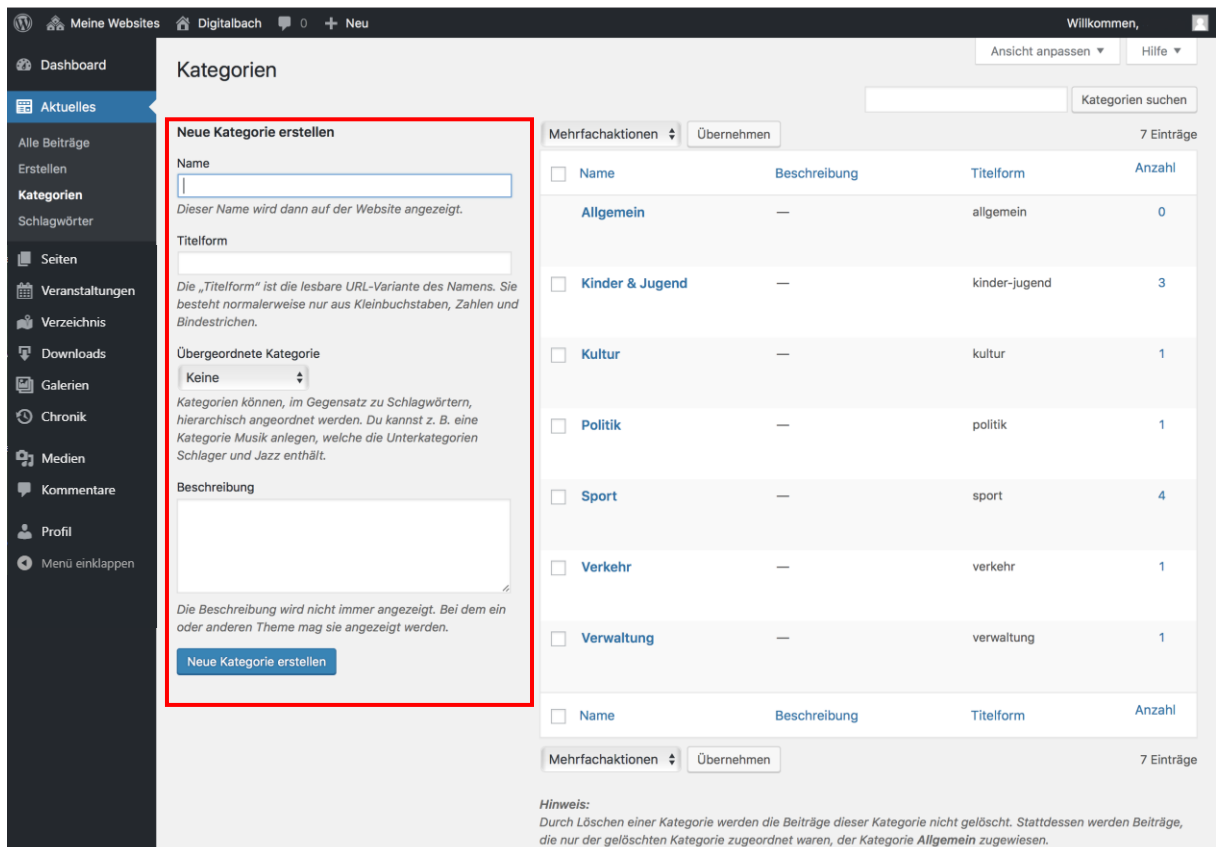 Meine Websites Digitalbach 0 + Neu Willkommen,
Ansicht anpassen ▼ Hilfe ▼
Dashboard
Aktuelles
Alle Beiträge
Erstellen
Kategorien
Schlagwörter
Seiten
Veranstaltungen
Verzeichnis
Downloads
Galerien
Chronik
Medien
Kommentare
Profil
Menü einklappen
Kategorien
Kategorien suchen
Neue Kategorie erstellen
Name
Dieser Name wird dann auf der Website angezeigt.
Titelform
Die „Titelform“ ist die lesbare URL-Variante des Namens. Sie
besteht normalerweise nur aus Kleinbuchstaben, Zahlen und
Bindestrichen.
Übergeordnete Kategorie
Keine
Kategorien können, im Gegensatz zu Schlagwörtern,
hierarchisch angeordnet werden. Du kannst z. B. eine
Kategorie Musik anlegen, welche die Unterkategorien
Schlager und Jazz enthält.
Beschreibung
Die Beschreibung wird nicht immer angezeigt. Bei dem ein
oder anderen Theme mag sie angezeigt werden.
Neue Kategorie erstellen
Mehrfachaktionen Übernehmen 7 Einträge
Name Beschreibung Titelform Anzahl
Allgemein — allgemein 0
Kinder & Jugend — kinder-jugend 3
Kultur — kultur 1
Politik — politik 1
Sport — sport 4
Verkehr — verkehr 1
Verwaltung — verwaltung 1
Name Beschreibung Titelform Anzahl
Mehrfachaktionen Übernehmen 7 Einträge
Hinweis:
Durch Löschen einer Kategorie werden die Beiträge dieser Kategorie nicht gelöscht. Stattdessen werden Beiträge,
die nur der gelöschten Kategorie zugeordnet waren, der Kategorie Allgemein zugewiesen.